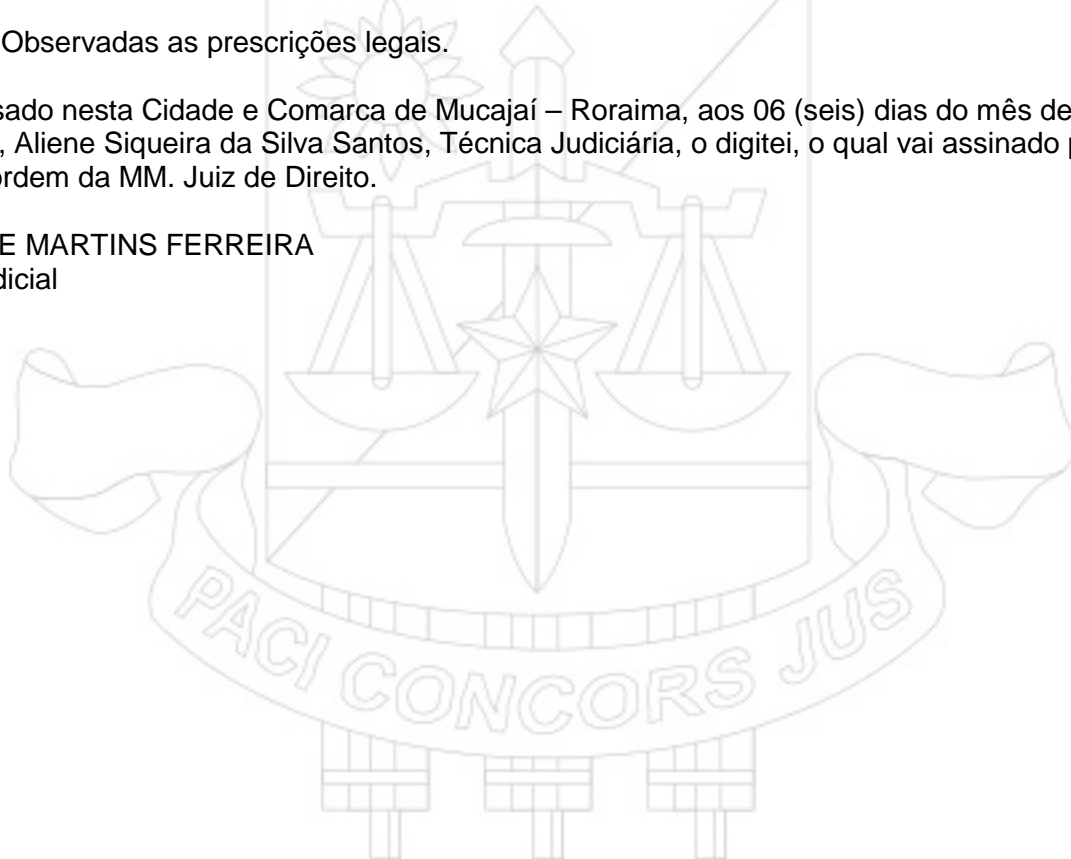 Observadas as prescrições legais.
sado nesta Cidade e Comarca de Mucajaí – Roraima, aos 06 (seis) dias do mês de
, Aliene Siqueira da Silva Santos, Técnica Judiciária, o digitei, o qual vai assinado p
ordem da MM. Juiz de Direito.
E MARTINS FERREIRA
dicial
PACI CONCORS JUS